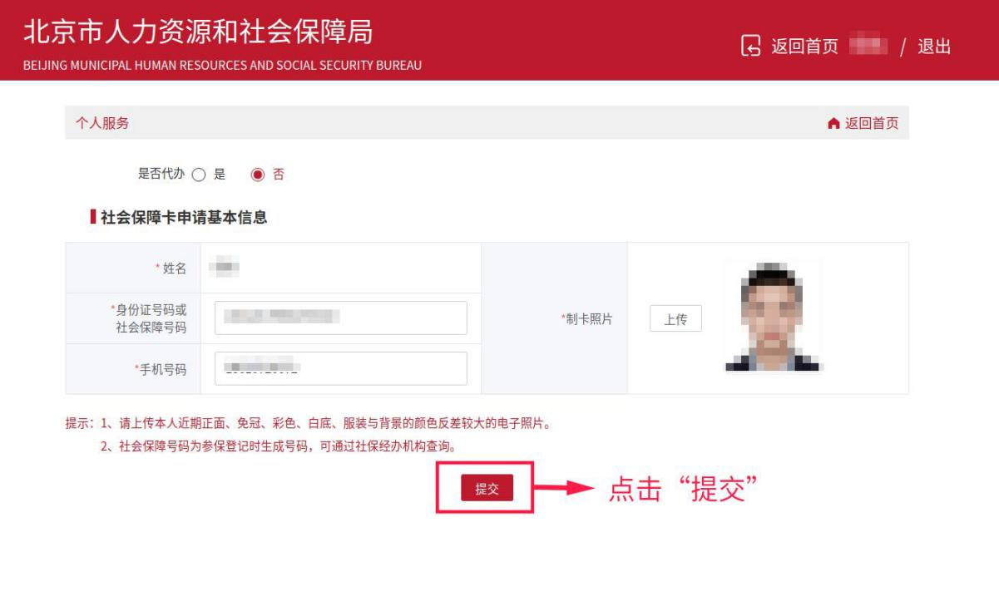 北京市人力资源和社会保障局
BEIJING MUNICIPAL HUMAN RESOURCES AND SOCIAL SECURITY BUREAU
返回首页 / 退出
个人服务
返回首页
是否代办 是 否
社会保障卡申请基本信息
*姓名
*身份证号码或
社会保障号码
*手机号码
*制卡照片
上传
提示：1、请上传本人近期正面、免冠、彩色、白底、服装与背景的颜色反差较大的电子照片。
2、社会保障号码为参保登记时生成号码，可通过社保经办机构查询。
提交
点击“提交”